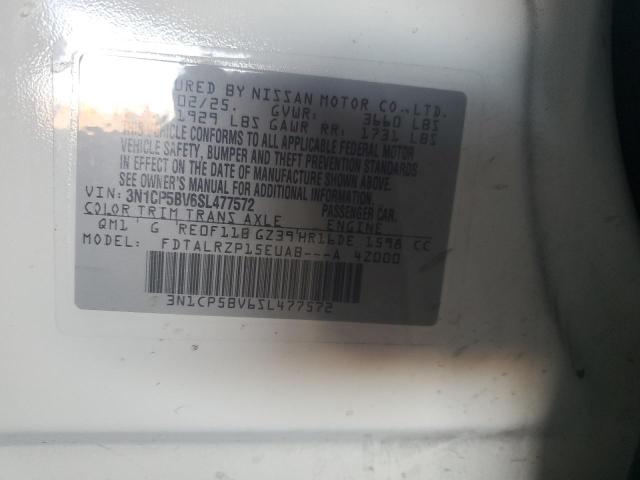 URED BY NISSAN MOTOR CO., LTD.
02/25. GVWR: 3660 LBS
1929 LBS GAWR RR: 1731 LBS
THIS VEHICLE CONFORMS TO ALL APPLICABLE FEDERAL MOTOR
VEHICLE SAFETY, BUMPER AND THEFT PREVENTION STANDARDS
IN EFFECT ON THE DATE OF MANUFACTURE SHOWN ABOVE.
SEE OWNER'S MANUAL FOR ADDITIONAL INFORMATION.
VIN: 3N1CP5BV6SL477572 PASSENGER CAR.
COLOR TRIM TRANS AXLE ENGINE
QM1 G RE0F11B GZ39 HR16DE 1598 CC
FDTALRZP15EUAB---A 4Z000
3N1CP5BV6SL477572